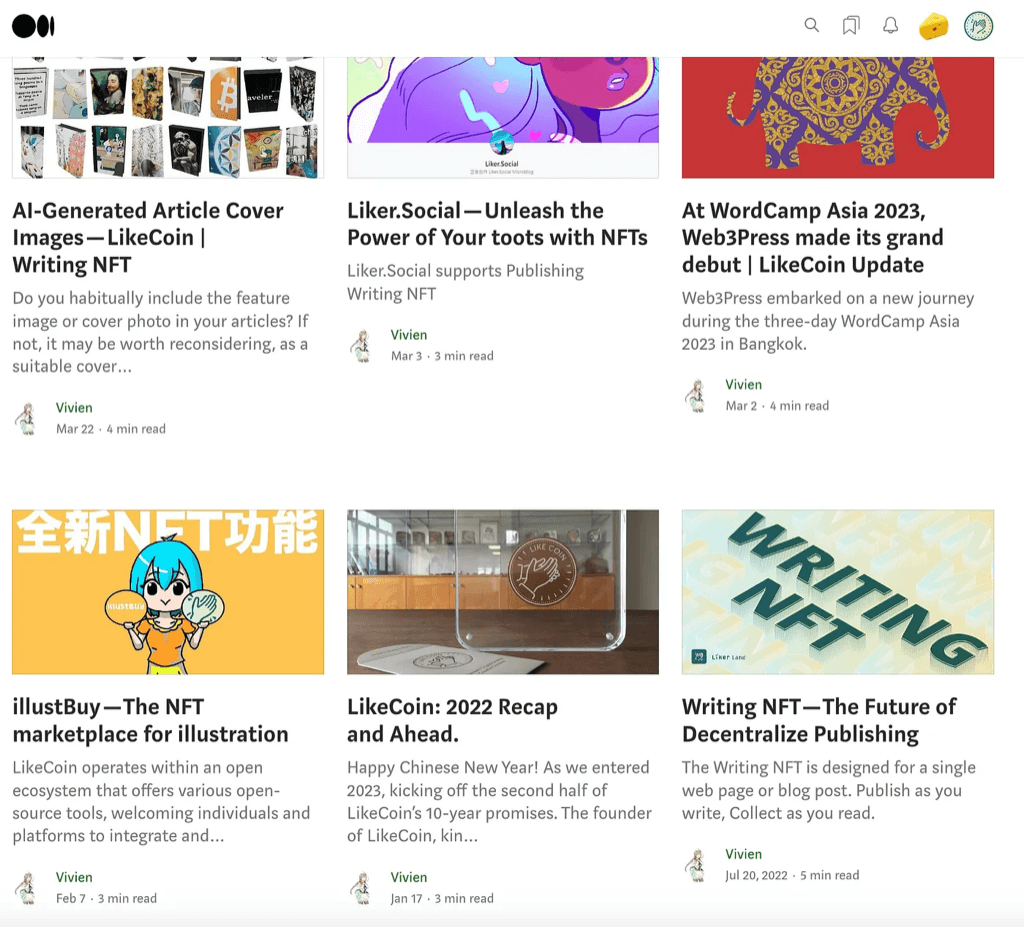 aveler
Liker.Social
AI-Generated Article Cover
Images—LikeCoin |
Writing NFT
Do you habitually include the feature
image or cover photo in your articles? If
not, it may be worth reconsidering, as a
suitable cover...
Vivien
Mar 22 · 4 min read
Liker.Social—Unleash the
Power of Your toots with NFTs
Liker.Social supports Publishing
Writing NFT
Vivien
Mar 3 · 3 min read
At WordCamp Asia 2023,
Web3Press made its grand
debut | LikeCoin Update
Web3Press embarked on a new journey
during the three-day WordCamp Asia
2023 in Bangkok.
Vivien
Mar 2 · 4 min read
全新NFT功能
illustBuy
LIKE COIN
WRITING
NFT
Liker Land
illustBuy—The NFT
marketplace for illustration
LikeCoin operates within an open
ecosystem that offers various open-
source tools, welcoming individuals and
platforms to integrate and...
Vivien
Feb 7 · 3 min read
LikeCoin: 2022 Recap
and Ahead.
Happy Chinese New Year! As we entered
2023, kicking off the second half of
LikeCoin's 10-year promises. The founder
of LikeCoin, kin...
Vivien
Jan 17 · 3 min read
Writing NFT—The Future of
Decentralize Publishing
The Writing NFT is designed for a single
web page or blog post. Publish as you
write, Collect as you read.
Vivien
Jul 20, 2022 · 5 min read